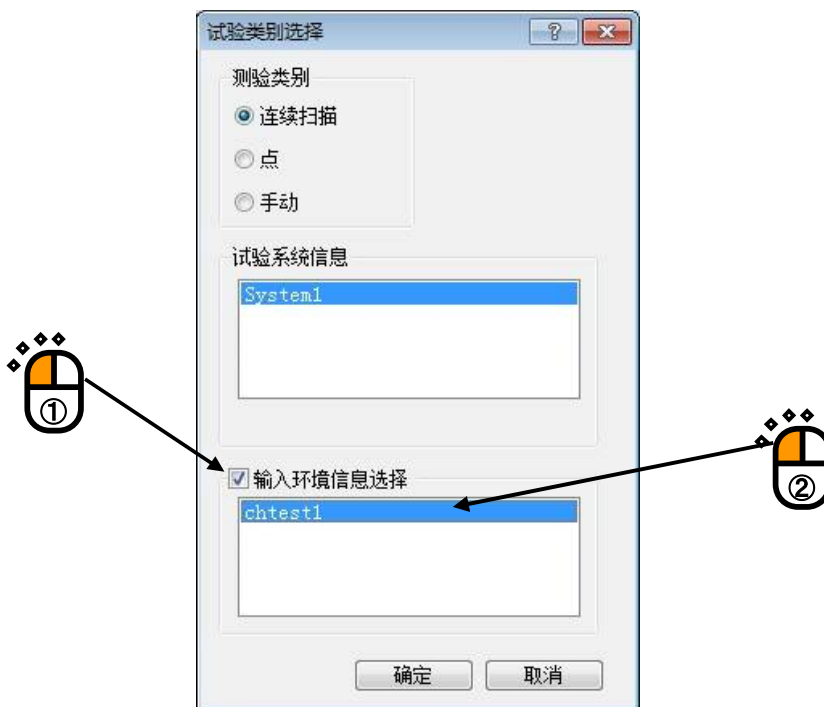 试验类别选择
测验类别
连续扫描
点
手动
试验系统信息
System1
①
输入环境信息选择
②
chtest1
确定 取消